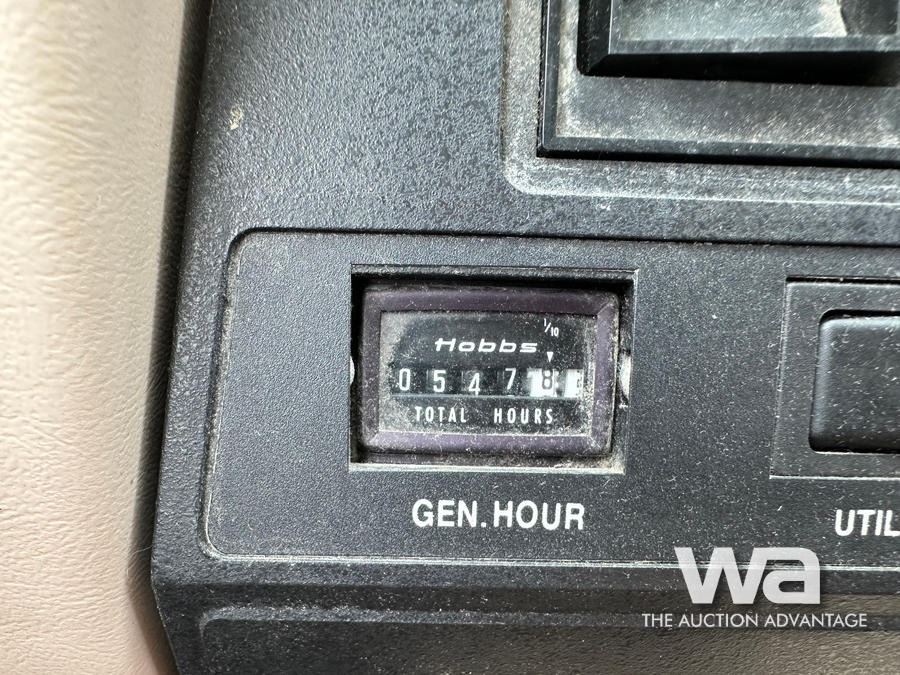 1/10
Hobbs
0 5 4 7 8
TOTAL HOURS
GEN. HOUR
UTIL
wa
THE AUCTION ADVANTAGE